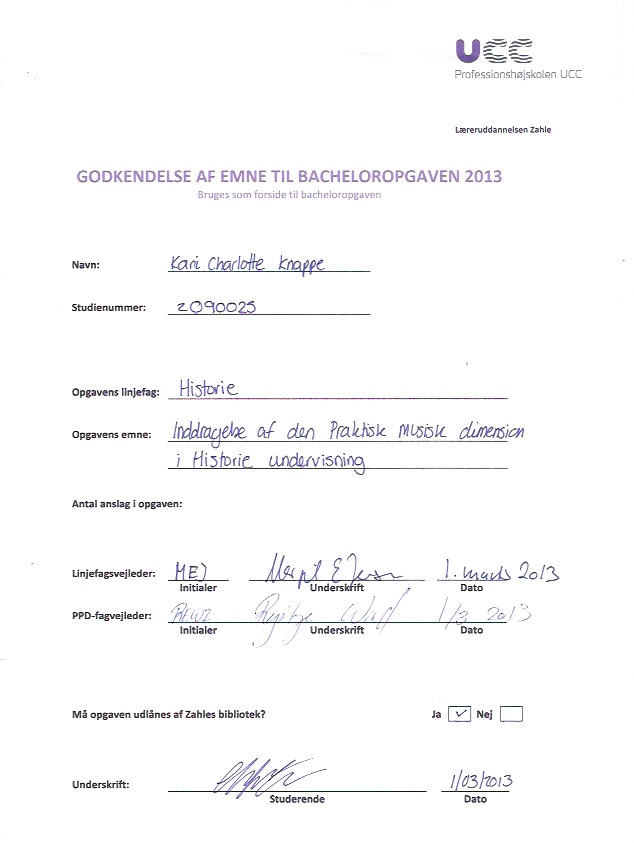 UCC
Professionshøjskolen UCC
Læreruddannelsen Zahle
GODKENDELSE AF EMNE TIL BACHELOROPGAVEN 2013
Bruges som forside til bacheloropgaven
Navn: Kari Charlotte Knappe
Studienummer: 2090025
Opgavens linjefag: Historie
Opgavens emne: Inddragelse af den Praktisk musisk dimension
i Historie undervisning
Antal anslag i opgaven:
Linjefagsvejleder: MEJ 1. marts 2013
Initialer Underskrift Dato
PPD-fagvejleder: 1/3 2013
Initialer Underskrift Dato
Må opgaven udlånes af Zahles bibliotek? Ja ✓ Nej
Underskrift: 1/03/2013
Studerende Dato